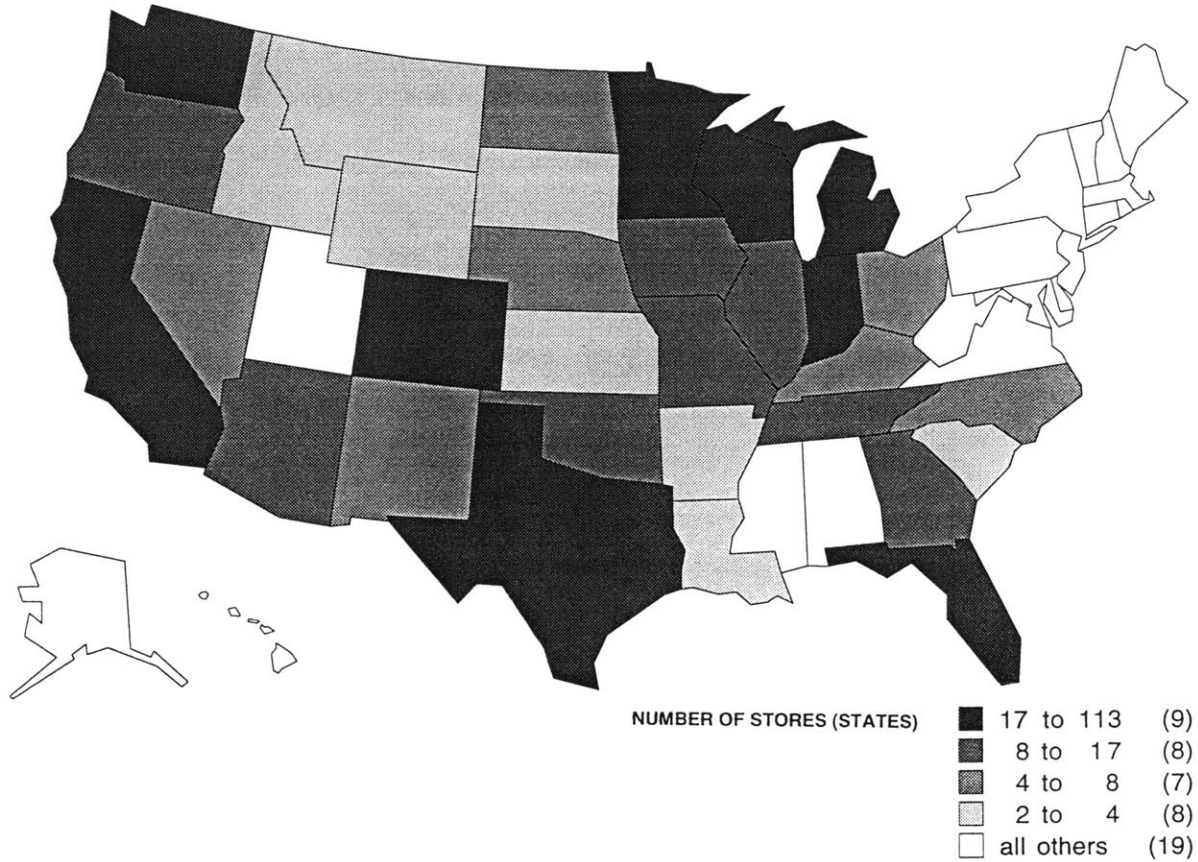 NUMBER OF STORES (STATES)
17 to 113 (9)
8 to 17 (8)
4 to 8 (7)
2 to 4 (8)
all others (19)